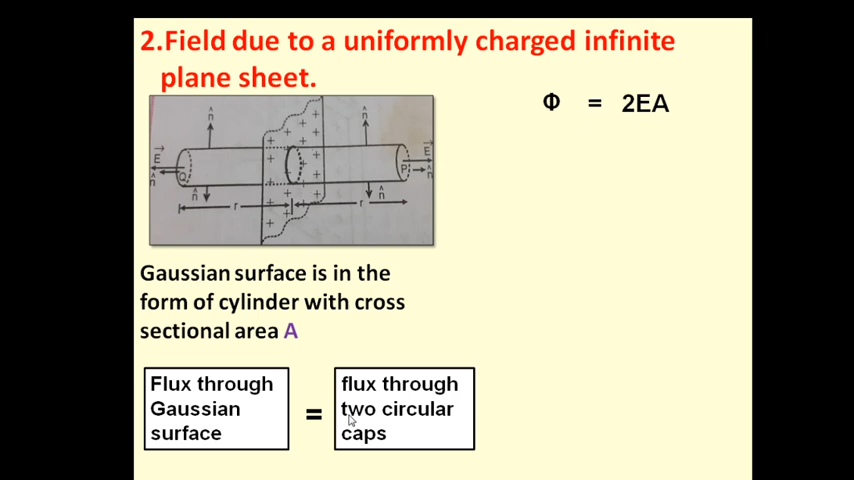 2.Field due to a uniformly charged infinite
plane sheet.
Φ = 2EA
n̂ n̂
E E
n̂ Q P n̂
n̂ n̂
r r
Gaussian surface is in the
form of cylinder with cross
sectional area A
Flux through
Gaussian
surface
=
flux through
two circular
caps